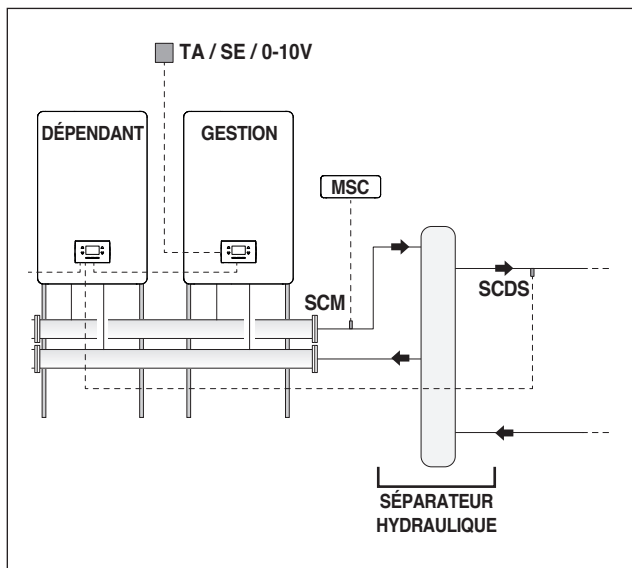 TA / SE / 0-10V
DÉPENDANT
GESTION
MSC
SCM
SCDS
SÉPARATEUR
HYDRAULIQUE